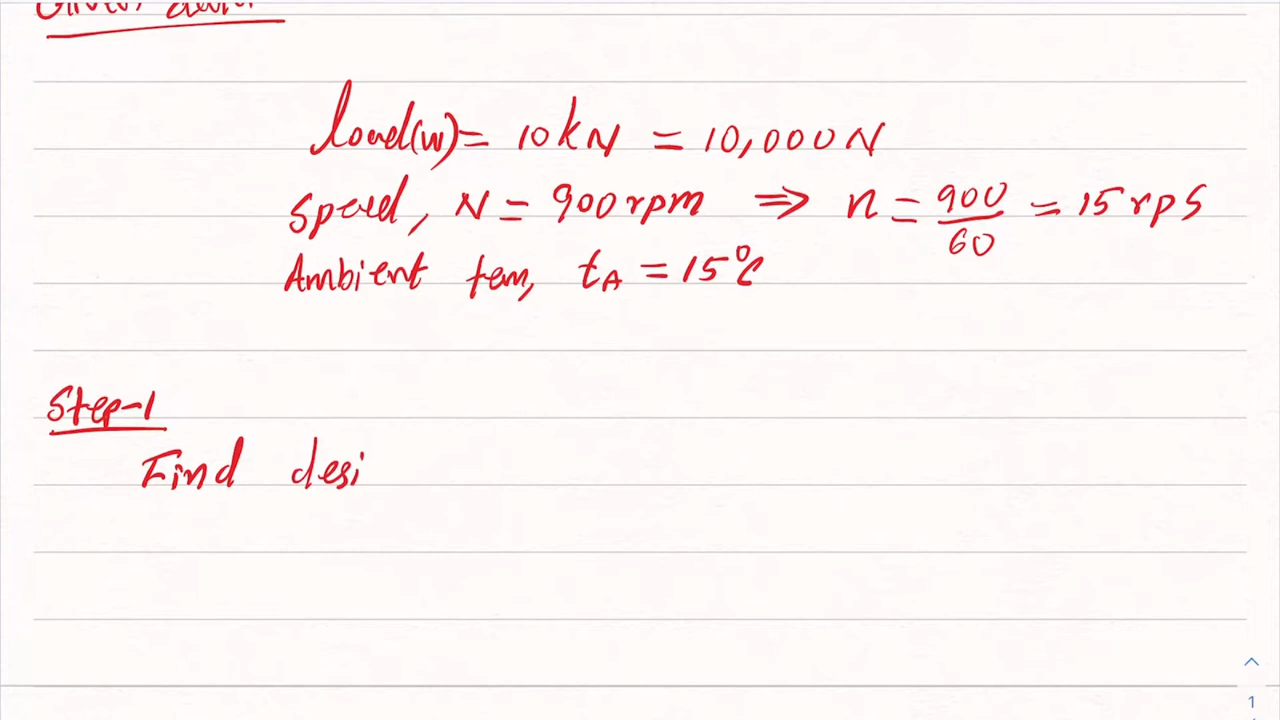 load(w) = 10kN = 10,000N
Speed, N = 900 rpm ⇒ n = 900/60 = 15 rps
Ambient tem, tA = 15°C
Step-1
Find desi
1